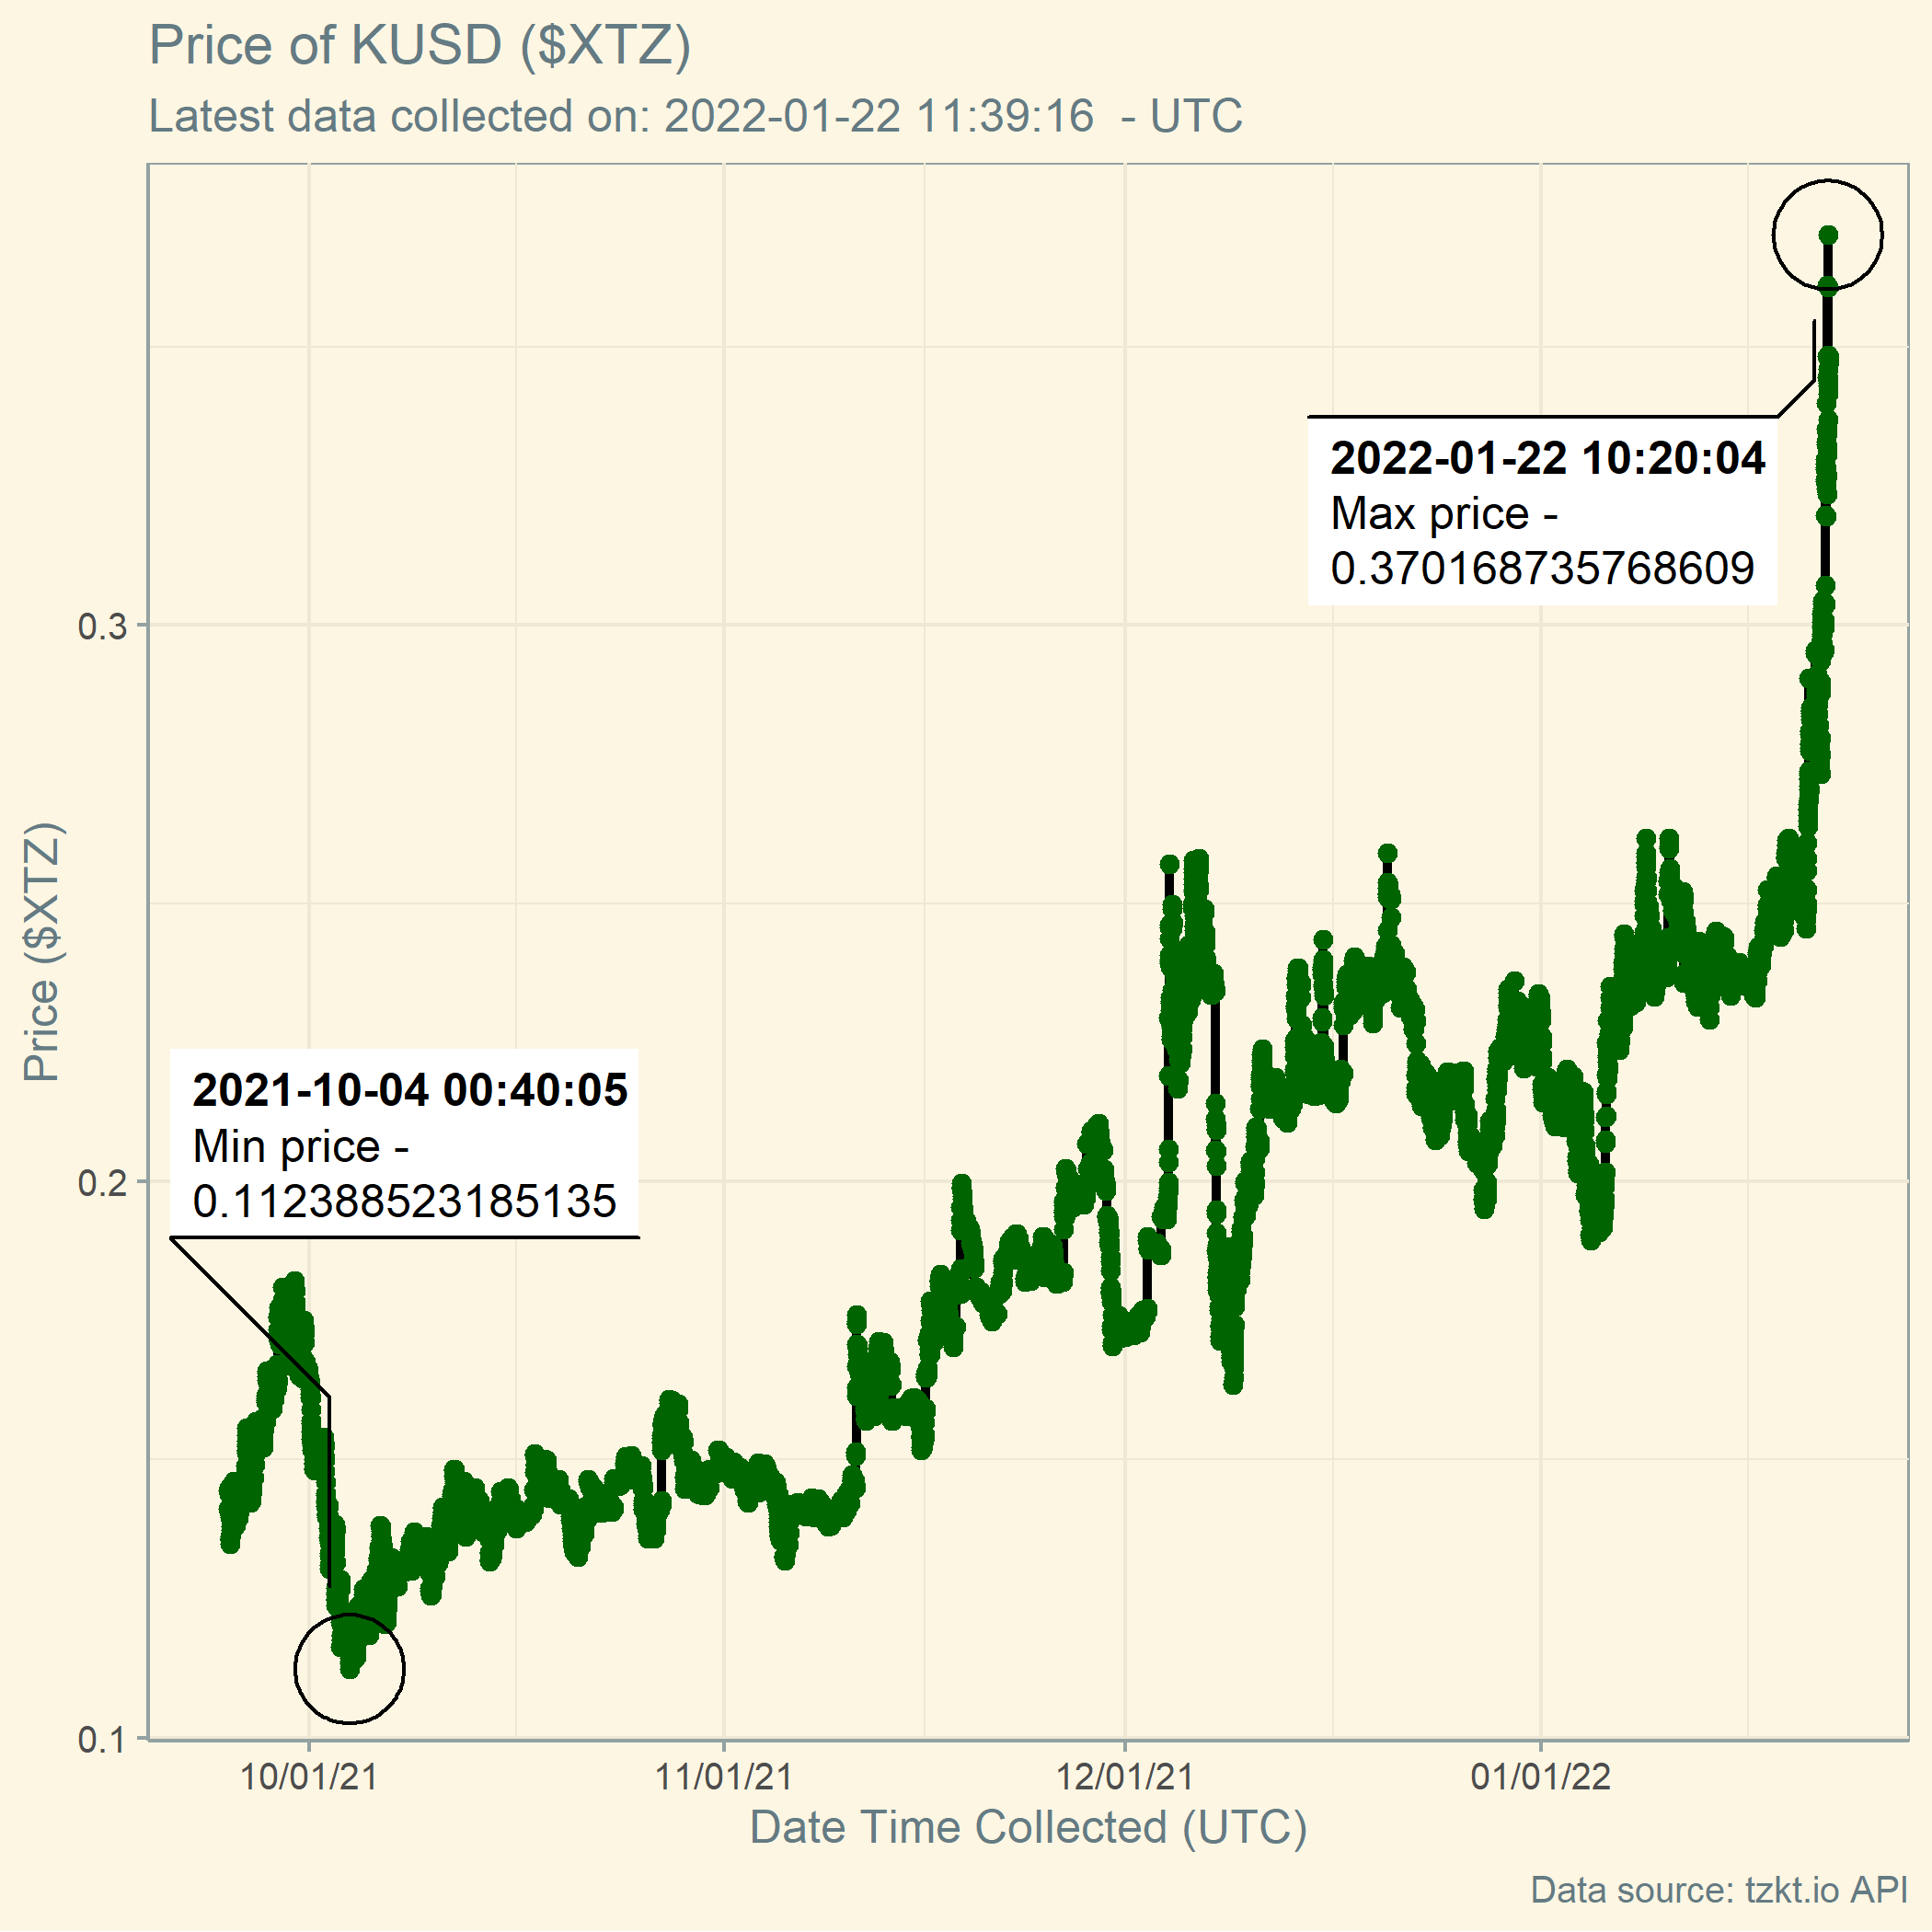 Price of KUSD ($XTZ)
Latest data collected on: 2022-01-22 11:39:16  - UTC
2022-01-22 10:20:04
Max price -
0.370168735768609
2021-10-04 00:40:05
Min price -
0.112388523185135
Price ($XTZ)
0.3
0.2
0.1
10/01/21 11/01/21 12/01/21 01/01/22
Date Time Collected (UTC)
Data source: tzkt.io API